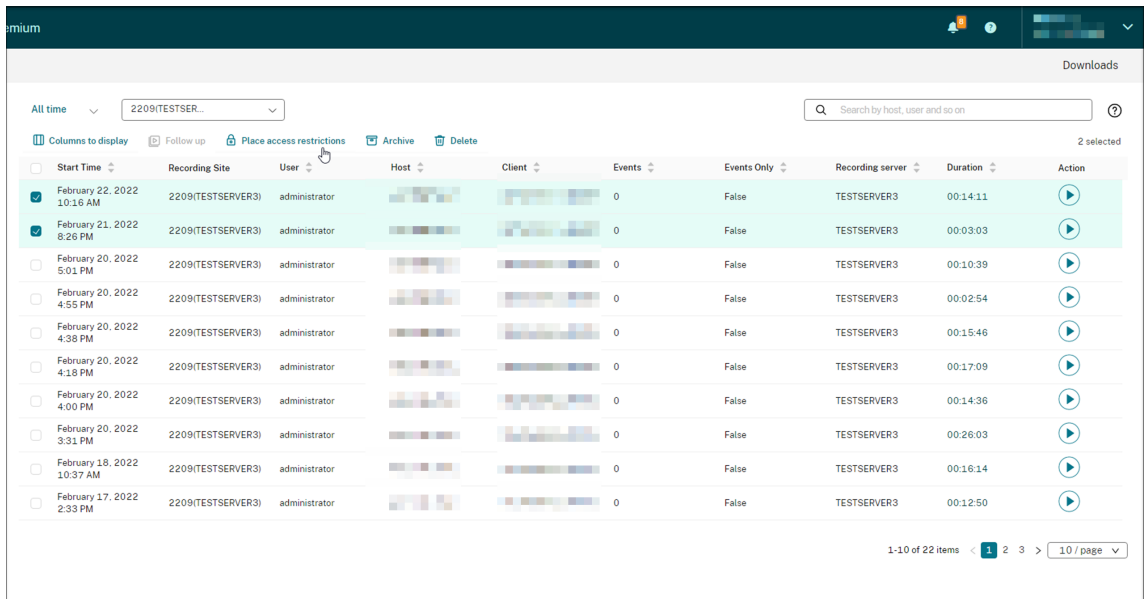 emium
8
Downloads
All time 2209(TESTSER... Search by host, user and so on
Columns to display Follow up Place access restrictions Archive Delete 2 selected
Start Time Recording Site User Host Client Events Events Only Recording server Duration Action
February 22, 2022
10:16 AM 2209(TESTSERVER3) administrator 0 False TESTSERVER3 00:14:11
February 21, 2022
8:26 PM 2209(TESTSERVER3) administrator 0 False TESTSERVER3 00:03:03
February 20, 2022
5:01 PM 2209(TESTSERVER3) administrator 0 False TESTSERVER3 00:10:39
February 20, 2022
4:55 PM 2209(TESTSERVER3) administrator 0 False TESTSERVER3 00:02:54
February 20, 2022
4:38 PM 2209(TESTSERVER3) administrator 0 False TESTSERVER3 00:15:46
February 20, 2022
4:18 PM 2209(TESTSERVER3) administrator 0 False TESTSERVER3 00:17:09
February 20, 2022
4:00 PM 2209(TESTSERVER3) administrator 0 False TESTSERVER3 00:14:36
February 20, 2022
3:31 PM 2209(TESTSERVER3) administrator 0 False TESTSERVER3 00:26:03
February 18, 2022
10:37 AM 2209(TESTSERVER3) administrator 0 False TESTSERVER3 00:16:14
February 17, 2022
2:33 PM 2209(TESTSERVER3) administrator 0 False TESTSERVER3 00:12:50
1-10 of 22 items < 1 2 3 > 10 / page